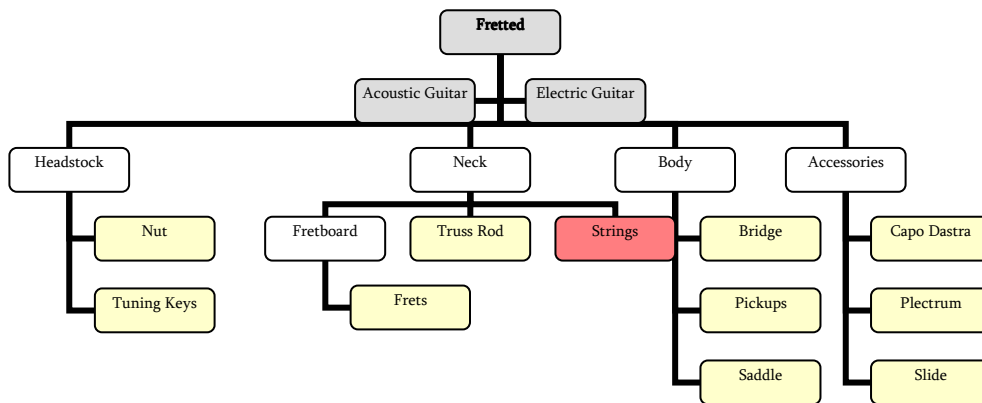 Fretted
Acoustic Guitar
Electric Guitar
Headstock
Neck
Body
Accessories
Nut
Fretboard
Truss Rod
Strings
Bridge
Capo Dastra
Tuning Keys
Frets
Pickups
Plectrum
Saddle
Slide